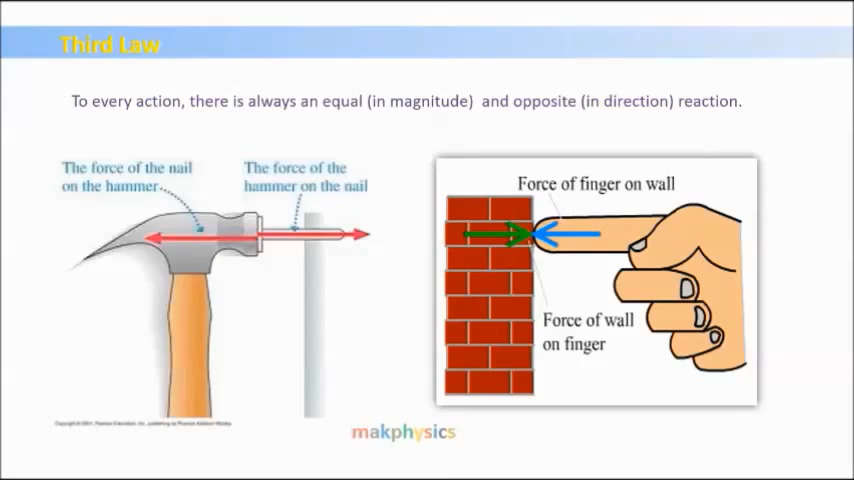 Third Law
To every action, there is always an equal (in magnitude) and opposite (in direction) reaction.
The force of the nail
on the hammer
The force of the
hammer on the nail
Force of finger on wall
Force of wall
on finger
makphysics